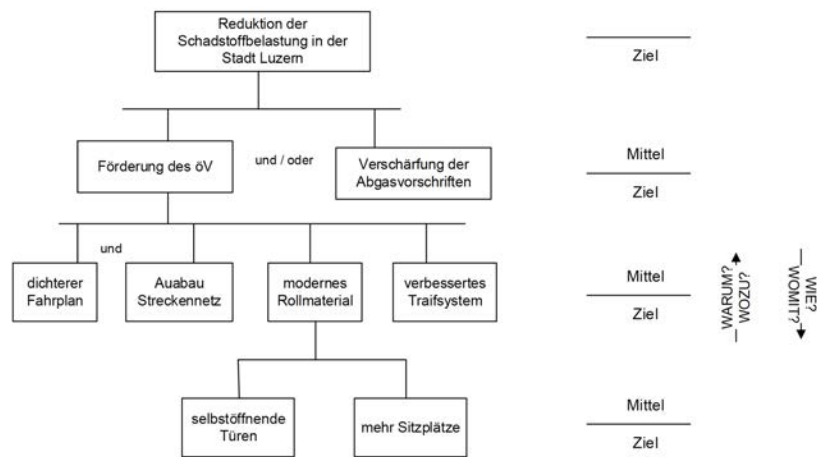 Reduktion der
Schadstoffbelastung in der
Stadt Luzern
Ziel
Förderung des öV
und / oder
Verschärfung der
Abgasvorschriften
Mittel
Ziel
und
dichterer
Fahrplan
Auabau
Streckennetz
modernes
Rollmaterial
verbessertes
Traifsystem
Mittel
Ziel
WARUM?
WOZU?
WIE?
WOMIT?
selbstöffnende
Türen
mehr Sitzplätze
Mittel
Ziel